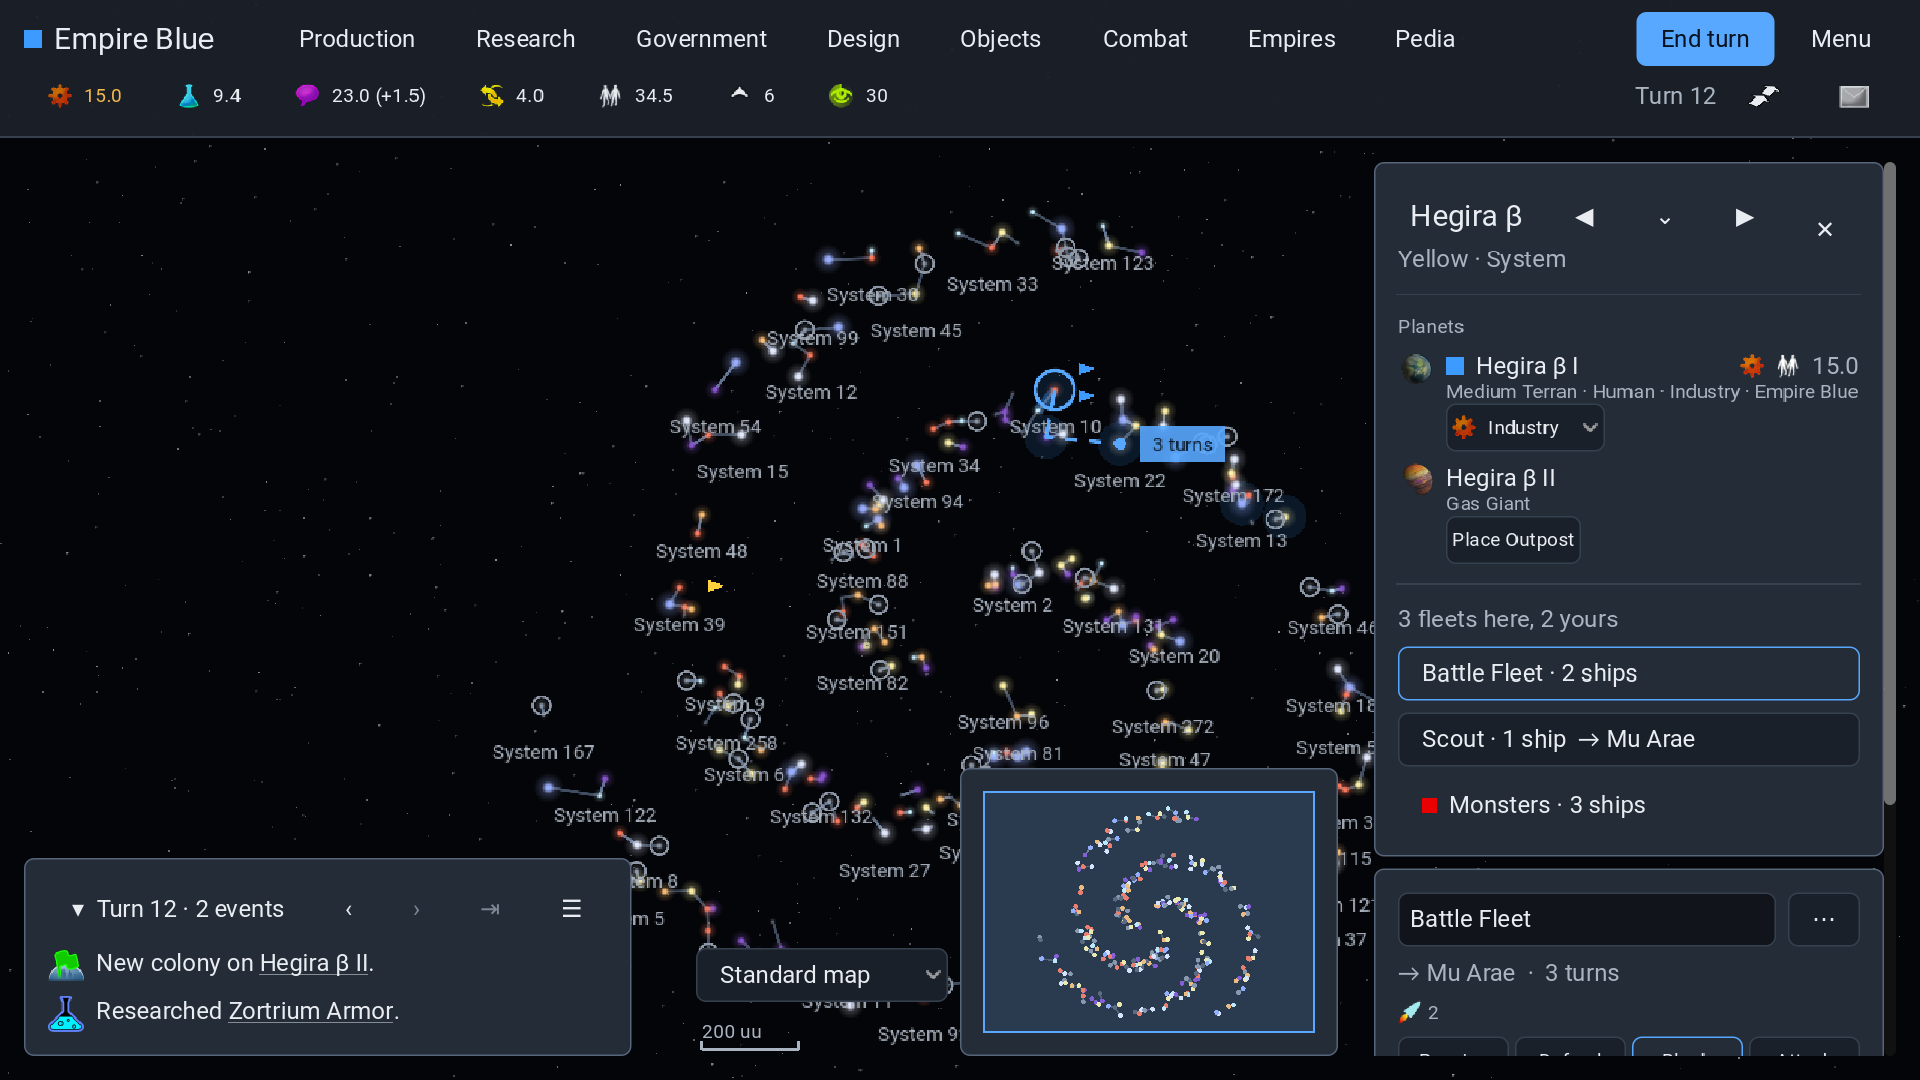 Empire Blue
Production
Research
Government
Design
Objects
Combat
Empires
Pedia
End turn
Menu
15.0
9.4
23.0 (+1.5)
4.0
34.5
6
30
Turn 12
System 123
System 33
System 45
System 99
System 12
System 54
System 15
System 10
3 turns
System 34
System 22
System 94
System 172
System 13
System 48
System 1
System 88
System 2
System 39
System 151
System 131
System 46
System 20
System 82
System 9
System 18
System 96
System 258
System 81
System 47
System 167
System 6
System 122
System 132
System 27
Hegira β
Yellow · System
Planets
Hegira β I
15.0
Medium Terran · Human · Industry · Empire Blue
Industry
Hegira β II
Gas Giant
Place Outpost
3 fleets here, 2 yours
Battle Fleet · 2 ships
Scout · 1 ship → Mu Arae
Monsters · 3 ships
Battle Fleet
...
→ Mu Arae · 3 turns
2
Turn 12 · 2 events
New colony on Hegira β II.
Researched Zortrium Armor.
Standard map
200 uu